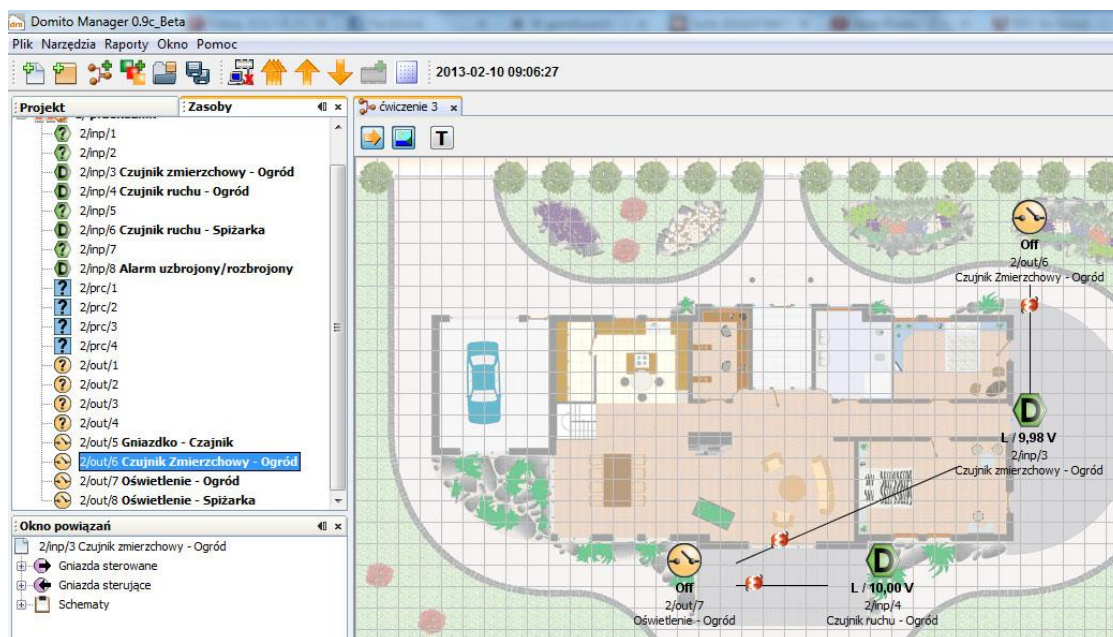 Domito Manager 0.9c_Beta
Plik Narzędzia Raporty Okno Pomoc
2013-02-10 09:06:27
Projekt
Zasoby
2/inp/1
2/inp/2
2/inp/3 Czujnik zmierzchowy - Ogród
2/inp/4 Czujnik ruchu - Ogród
2/inp/5
2/inp/6 Czujnik ruchu - Spiżarka
2/inp/7
2/inp/8 Alarm uzbrojony/rozbrojony
2/prc/1
2/prc/2
2/prc/3
2/prc/4
2/out/1
2/out/2
2/out/3
2/out/4
2/out/5 Gniazdko - Czajnik
2/out/6 Czujnik Zmierzchowy - Ogród
2/out/7 Oświetlenie - Ogród
2/out/8 Oświetlenie - Spiżarka
Okno powiązań
2/inp/3 Czujnik zmierzchowy - Ogród
Gniazda sterowane
Gniazda sterujące
Schematy
ćwiczenie 3
T
Off
2/out/6
Czujnik Zmierzchowy - Ogród
D
L / 9,98 V
2/inp/3
Czujnik zmierzchowy - Ogród
Off
2/out/7
Oświetlenie - Ogród
D
L / 10,00 V
2/inp/4
Czujnik ruchu - Ogród